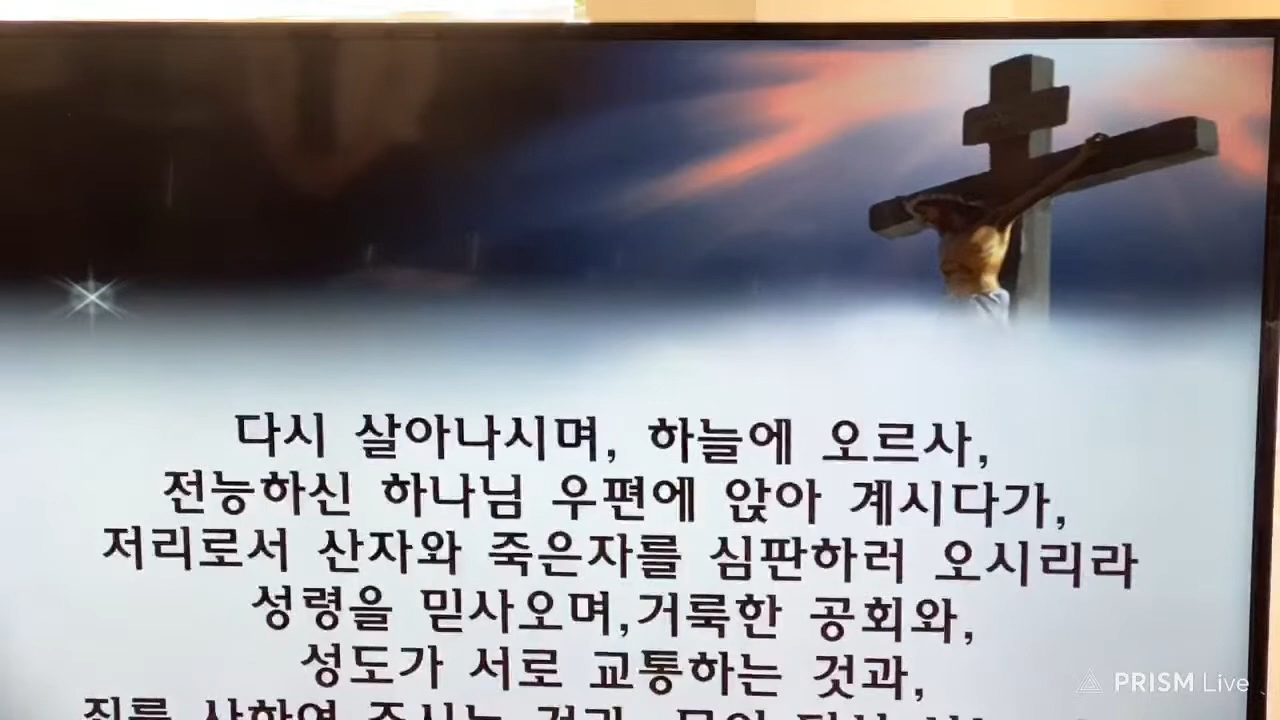 다시 살아나시며, 하늘에 오르사,
전능하신 하나님 우편에 앉아 계시다가,
저리로서 산자와 죽은자를 심판하러 오시리라
성령을 믿사오며,거룩한 공회와,
성도가 서로 교통하는 것과,
PRISM Live